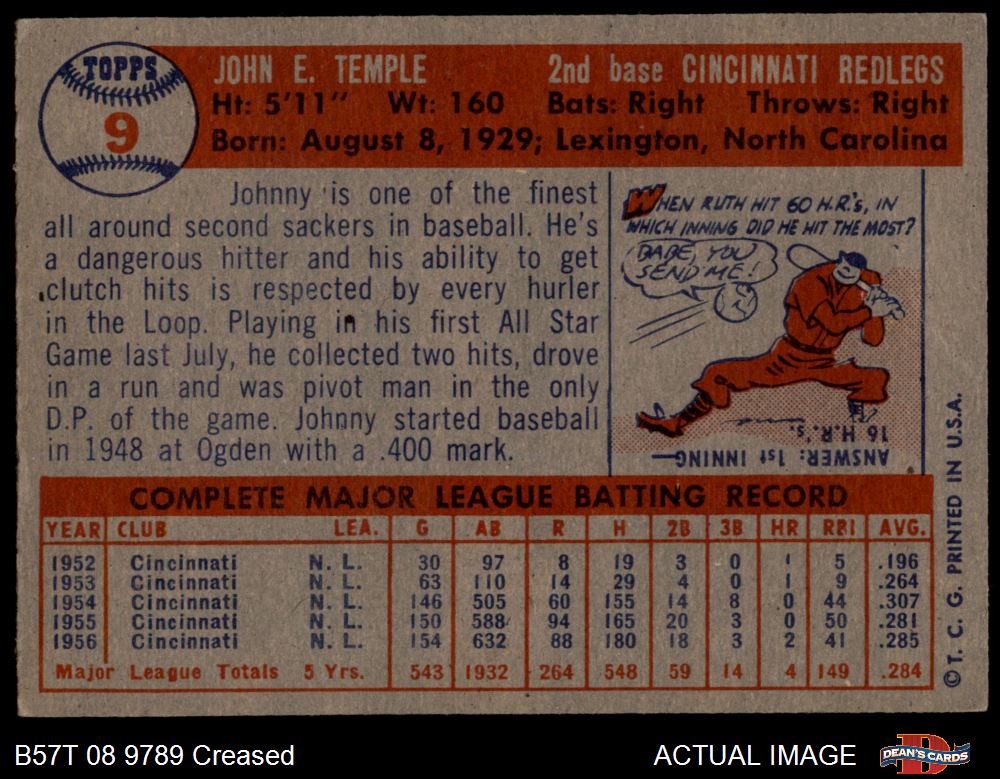 TOPPS
9
JOHN E. TEMPLE 2nd base CINCINNATI REDLEGS
Ht: 5'11" Wt: 160 Bats: Right Throws: Right
Born: August 8, 1929; Lexington, North Carolina
Johnny is one of the finest
all around second sackers in baseball. He's
a dangerous hitter and his ability to get
clutch hits is respected by every hurler
in the Loop. Playing in his first All Star
Game last July, he collected two hits, drove
in a run and was pivot man in the only
D.P. of the game. Johnny started baseball
in 1948 at Ogden with a .400 mark.
WHEN RUTH HIT 60 H.R.'s, IN
WHICH INNING DID HE HIT THE MOST?
BABE, YOU
SEND ME!
ANSWER: 1st INNING—
16 H.R.'s.
COMPLETE MAJOR LEAGUE BATTING RECORD
YEAR CLUB LEA. G AB R H 2B 3B HR RBI AVG.
1952 Cincinnati N. L. 30 97 8 19 3 0 1 5 .196
1953 Cincinnati N. L. 63 110 14 29 4 0 1 9 .264
1954 Cincinnati N. L. 146 505 60 155 14 8 0 44 .307
1955 Cincinnati N. L. 150 588 94 165 20 3 0 50 .281
1956 Cincinnati N. L. 154 632 88 180 18 3 2 41 .285
Major League Totals 5 Yrs. 543 1932 264 548 59 14 4 149 .284
©T. C. G. PRINTED IN U.S.A.
B57T 08 9789 Creased
ACTUAL IMAGE
DEAN'S CARDS